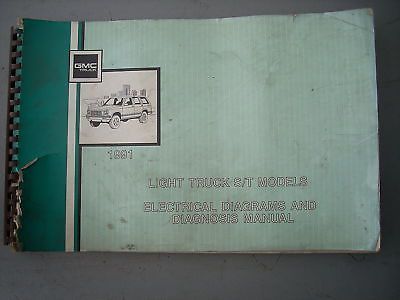 GMC
TRUCK
1991
LIGHT TRUCK S/T MODELS
ELECTRICAL DIAGRAMS AND
DIAGNOSIS MANUAL